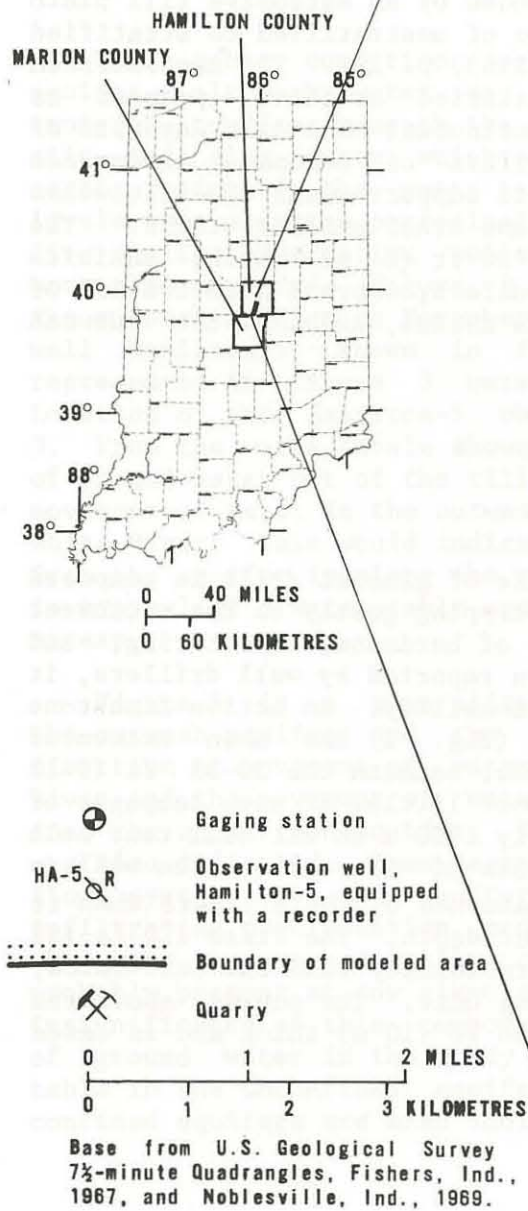 HAMILTON COUNTY
MARION COUNTY
87° 86° 85°
41°
40°
39°
88°
38°
0 40 MILES
0 60 KILOMETRES
Gaging station
HA-5 R
Observation well,
Hamilton-5, equipped
with a recorder
Boundary of modeled area
Quarry
0 1 MILES
0 1 2 3 KILOMETRES
Base from U.S. Geological Survey
7½-minute Quadrangles, Fishers, Ind.,
1967, and Noblesville, Ind., 1969.